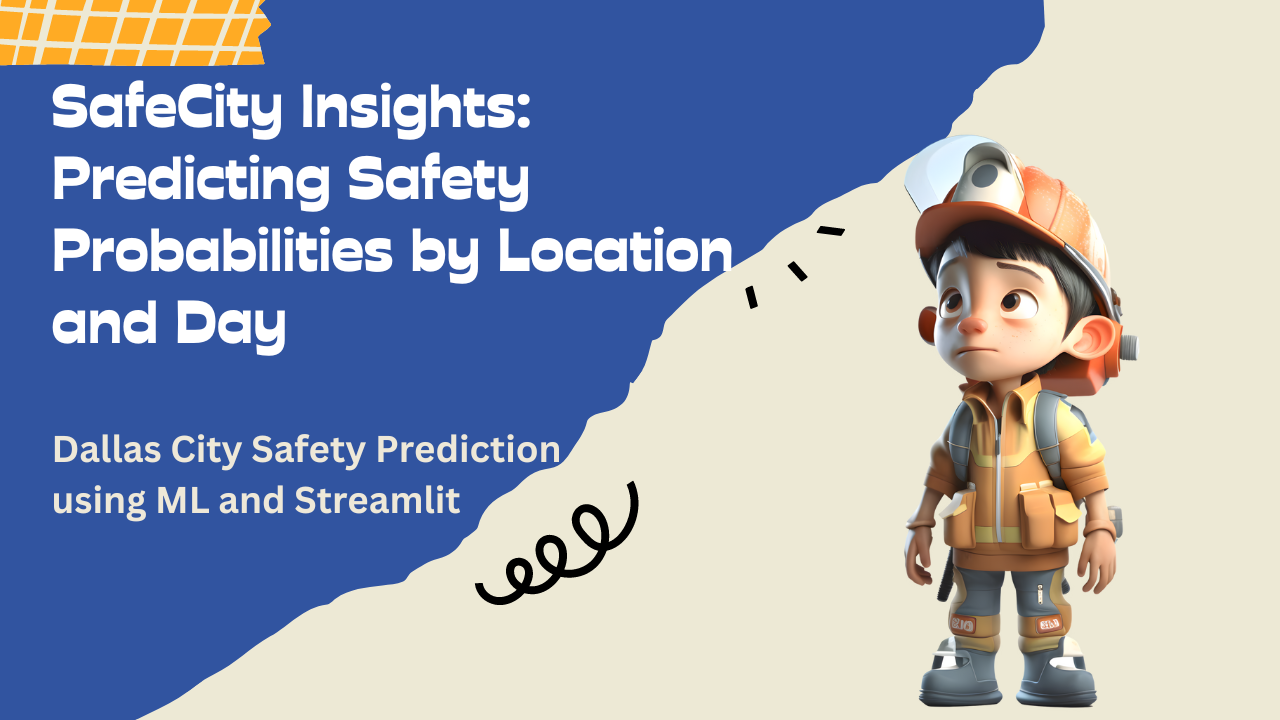 SafeCity Insights:
Predicting Safety
Probabilities by Location
and Day
Dallas City Safety Prediction
using ML and Streamlit